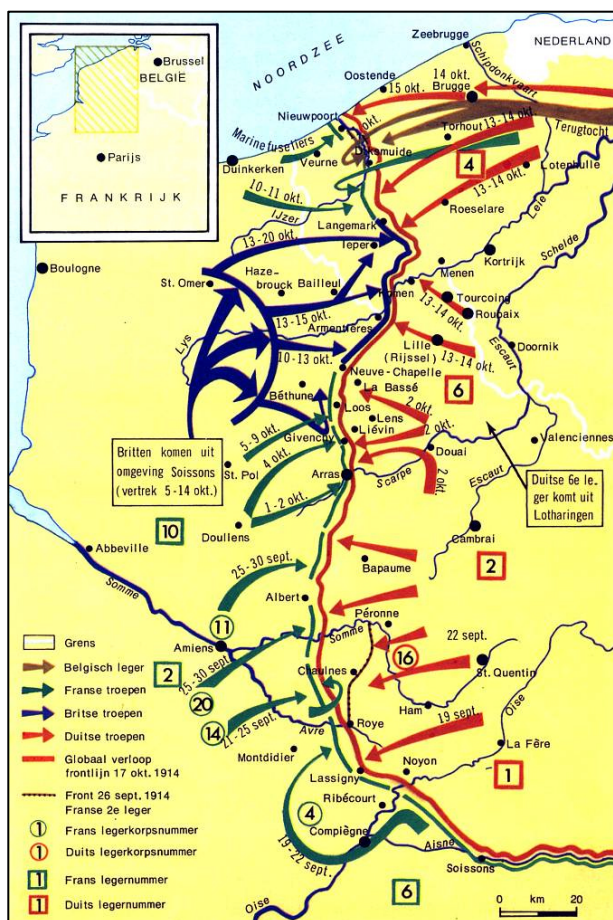 Brussel
BELGIË
Parijs
FRANKRIJK
NOORDZEE
NEDERLAND
Zeebrugge
Schipdonkvaart
Oostende
14 okt.
Brugge
15 okt.
Nieuwpoort
okt.
Torhout
13-14 okt.
Terugtocht
Marinefuseliers
Veurne
Diksmuide
4
Lotenhulle
Duinkerken
10-11 okt.
IJzer
13-14 okt.
Roeselare
Leie
Schelde
Langemark
Ieper
13-20 okt.
Boulogne
St. Omer
Haze-
brouck
Bailleul
Menen
Kortrijk
Komen
Tourcoing
Roubaix
13-14 okt.
13-15 okt.
Armentières
Lys
10-13 okt.
Lille
(Rijssel)
13-14 okt.
Escaut
Doornik
Neuve-Chapelle
La Bassé
6
Béthune
Loos
2 okt.
Lens
Liévin
2 okt.
Givenchy
5-9 okt.
Douai
Valenciennes
Britten komen uit
omgeving Soissons
(vertrek 5-14 okt.)
St. Pol
4 okt.
Arras
Scarpe
2 okt.
Escaut
Duitse 6e le-
ger komt uit
Lotharingen
1-2 okt.
10
Doullens
Cambrai
Abbeville
Somme
25-30 sept.
Bapaume
2
Albert
11
Péronne
Somme
22 sept.
Amiens
16
2
25-30 sept.
Chaulnes
St. Quentin
20
Ham
Oise
14
21-25 sept.
Avre
Roye
19 sept.
La Fère
Montdidier
Lassigny
Noyon
1
Ribécourt
4
Compiègne
19-22 sept.
Aisne
Soissons
6
Oise
0 km 20
Grens
Belgisch leger
Franse troepen
Britse troepen
Duitse troepen
Globaal verloop
frontlijn 17 okt. 1914
Front 26 sept. 1914
Franse 2e leger
1 Frans legerkorpsnummer
1 Duits legerkorpsnummer
1 Frans legernummer
1 Duits legernummer